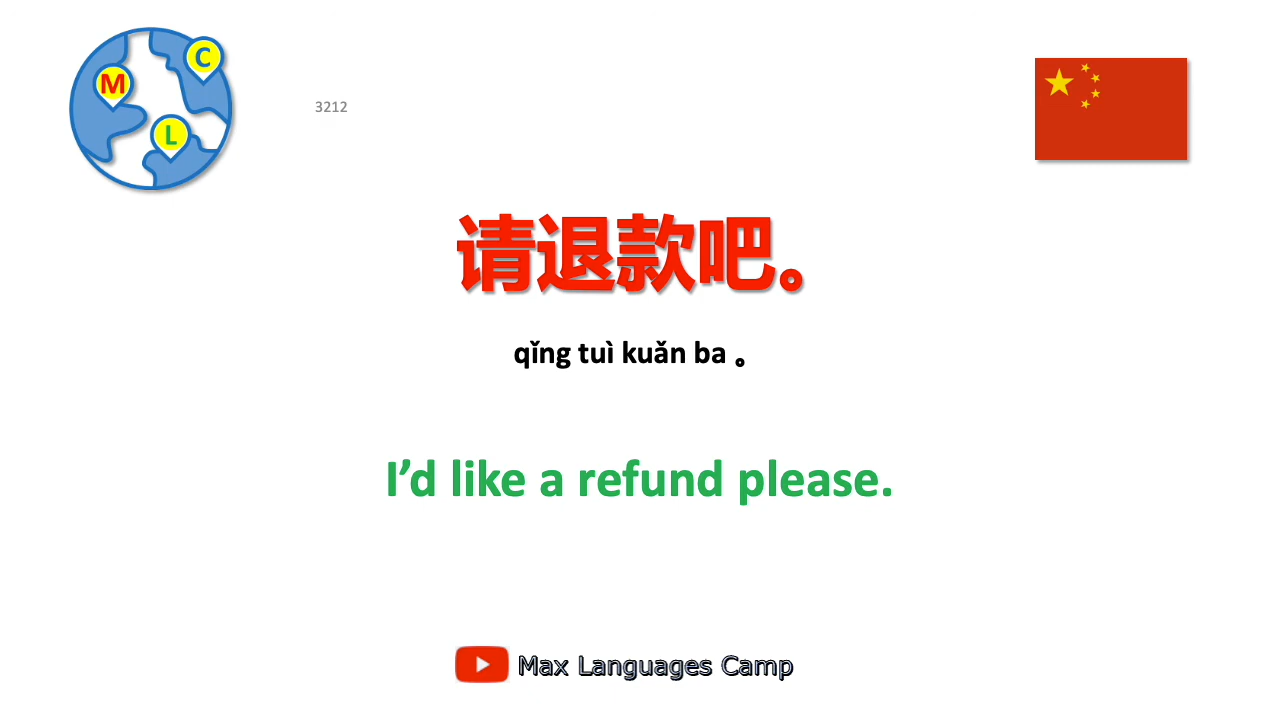 M
C
L
3212
请退款吧。
qǐng tuì kuǎn ba 。
I’d like a refund please.
Max Languages Camp